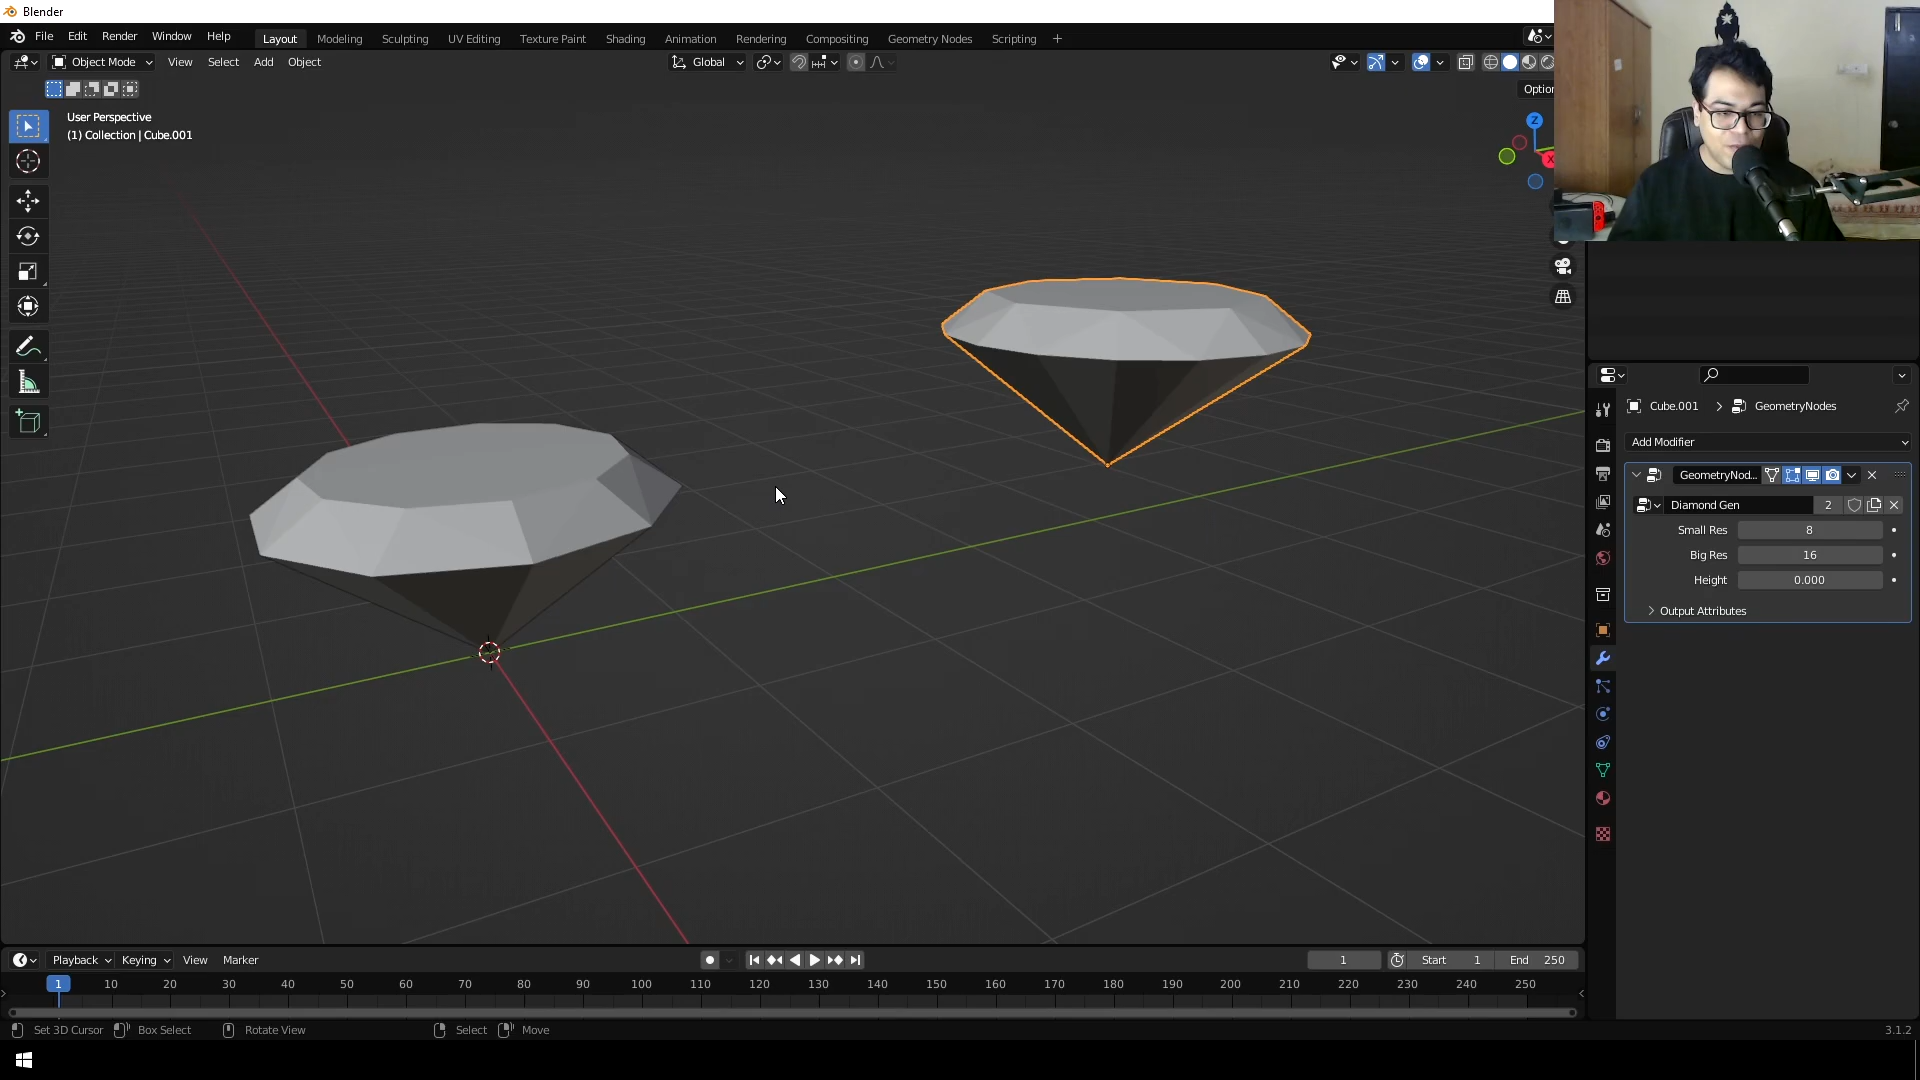 Blender
File Edit Render Window Help Layout Modeling Sculpting UV Editing Texture Paint Shading Animation Rendering Compositing Geometry Nodes Scripting
Object Mode View Select Add Object Global
Optio
User Perspective
(1) Collection | Cube.001
Z
X
Cube.001 GeometryNodes
Add Modifier
GeometryNod...
Diamond Gen 2
Small Res 8
Big Res 16
Height 0.000
Output Attributes
Playback Keying View Marker 1 Start 1 End 250
1 10 20 30 40 50 60 70 80 90 100 110 120 130 140 150 160 170 180 190 200 210 220 230 240 250
Set 3D Cursor Box Select Rotate View Select Move 3.1.2